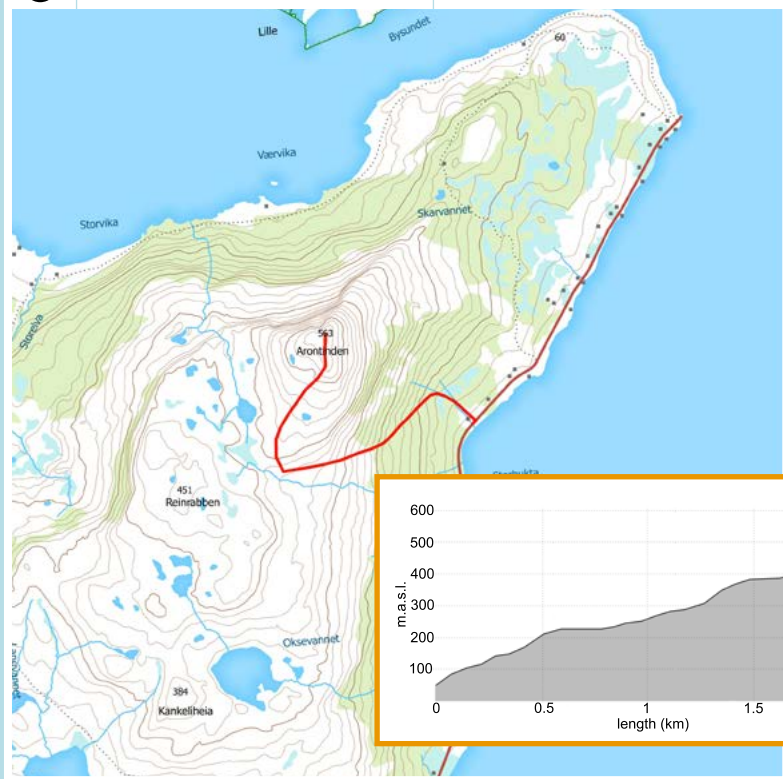 Lille
Bysundet
60
Værvika
Storvika
Skarvannet
Storelva
563
Arontinden
451
Reinrabben
Storbukta
Oksevannet
384
Kankeliheia
600
500
400
300
200
100
m.a.s.l.
0 0.5 1 1.5
length (km)